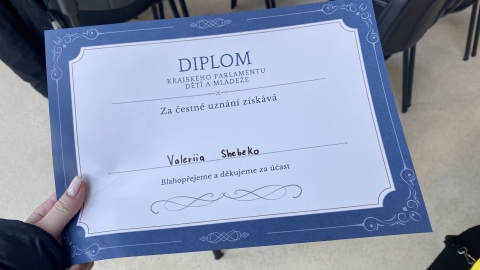 DIPLOM
KRAJSKÉHO PARLAMENTU
DĚTÍ A MLÁDEŽE
Za čestné uznání získává
Valeriia Shebeko
Blahopřejeme a děkujeme za účast